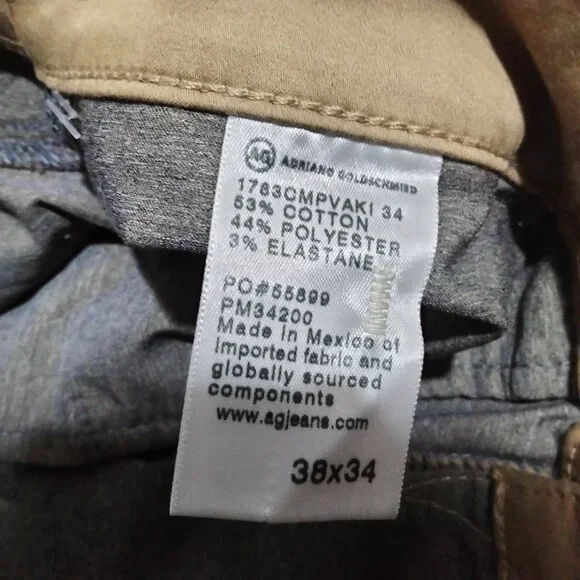 AG ADRIANO GOLDSCHMIED
1783CMPVAKI 34
53% COTTON
44% POLYESTER
3% ELASTANE
PO#55899
PM34200
Made in Mexico of
imported fabric and
globally sourced
components
www.agjeans.com
38x34